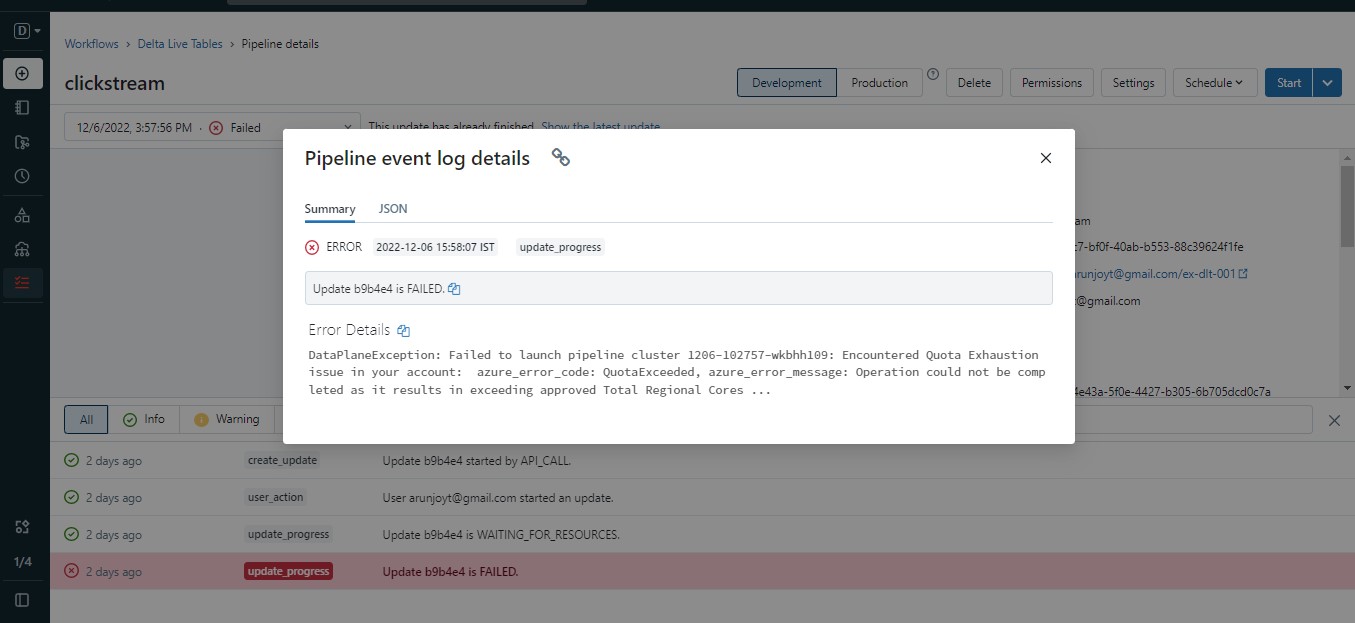 D
Workflows › Delta Live Tables › Pipeline details
clickstream
Development Production ? Delete Permissions Settings Schedule Start
12/6/2022, 3:57:56 PM · Failed
This update has already finished. Show the latest update
Pipeline event log details
Summary JSON
ERROR 2022-12-06 15:58:07 IST update_progress
Update b9b4e4 is FAILED.
Error Details
DataPlaneException: Failed to launch pipeline cluster 1206-102757-wkbhh109: Encountered Quota Exhaustion
issue in your account:  azure_error_code: QuotaExceeded, azure_error_message: Operation could not be comp
leted as it results in exceeding approved Total Regional Cores ...
am
:7-bf0f-40ab-b553-88c39624f1fe
arunjoyt@gmail.com/ex-dlt-001
t@gmail.com
4e43a-5f0e-4427-b305-6b705dcd0c7a
All Info Warning
2 days ago create_update Update b9b4e4 started by API_CALL.
2 days ago user_action User arunjoyt@gmail.com started an update.
2 days ago update_progress Update b9b4e4 is WAITING_FOR_RESOURCES.
2 days ago update_progress Update b9b4e4 is FAILED.
1/4